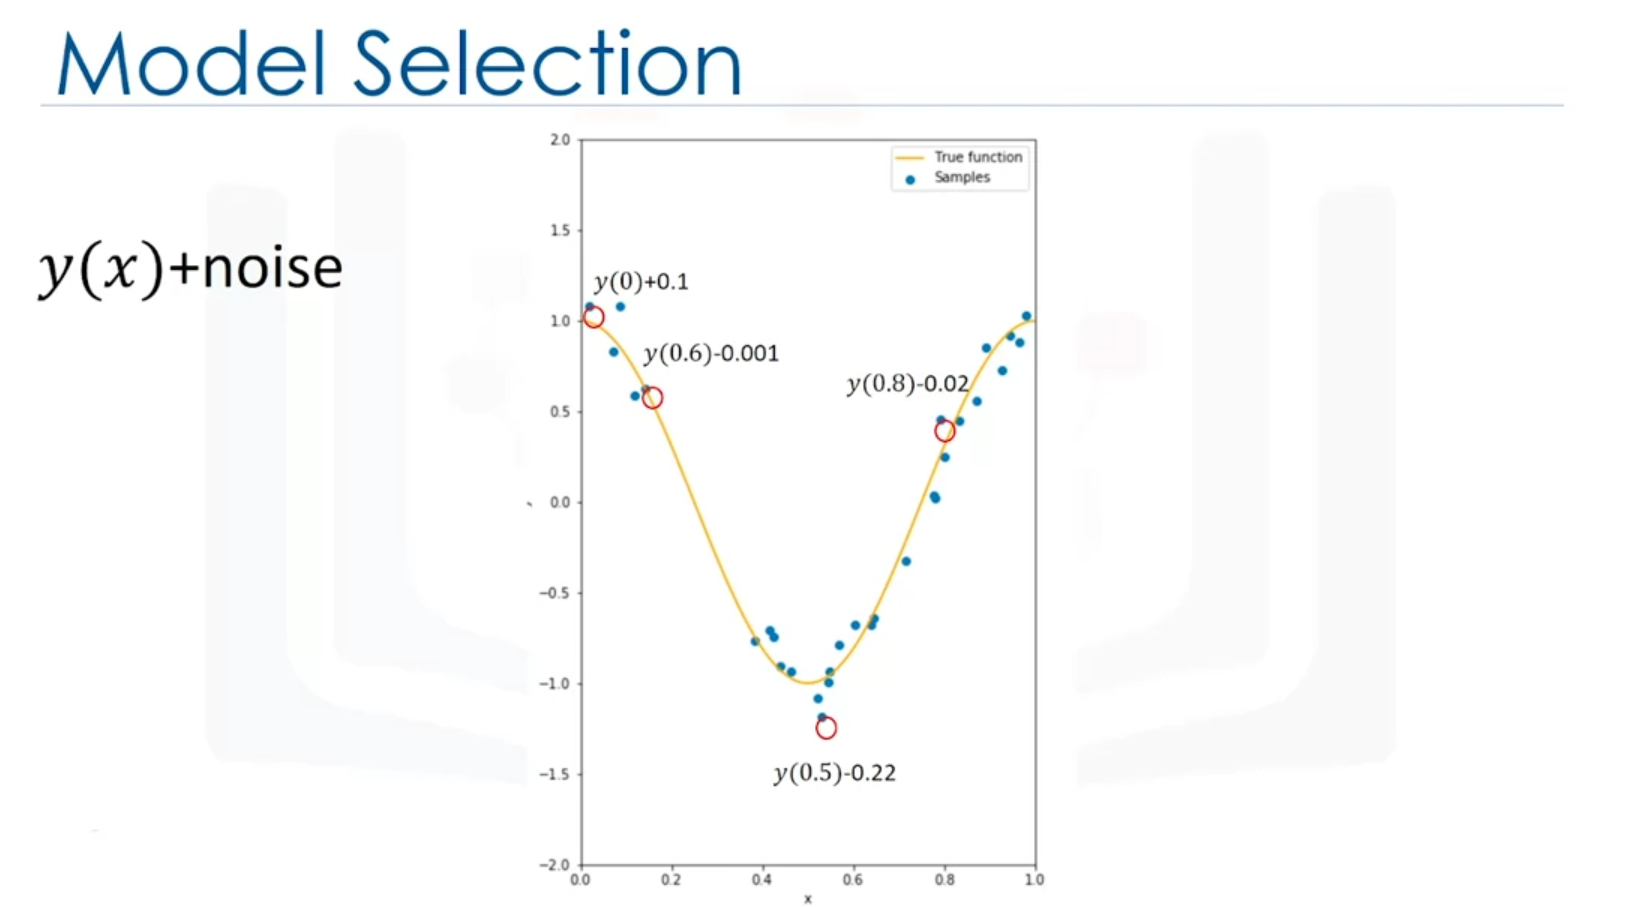 Model Selection
y(x)+noise
2.0
1.5
1.0
0.5
0.0
−0.5
−1.0
−1.5
−2.0
True function
Samples
y(0)+0.1
y(0.6)-0.001
y(0.8)-0.02
y(0.5)-0.22
0.0 0.2 0.4 0.6 0.8 1.0
x